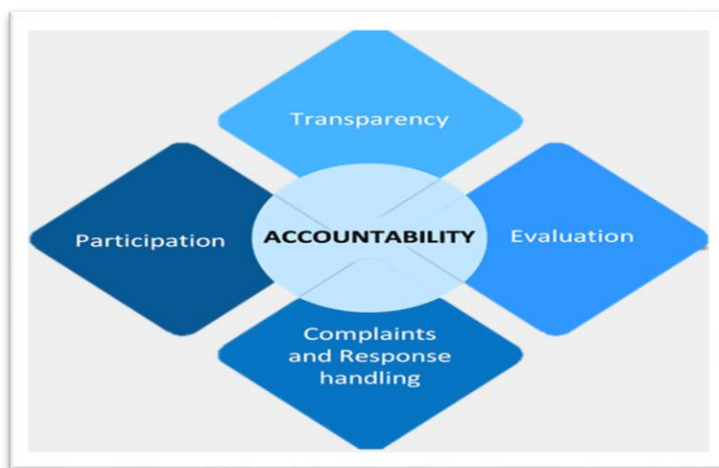 Transparency
Participation
ACCOUNTABILITY
Evaluation
Complaints
and Response
handling